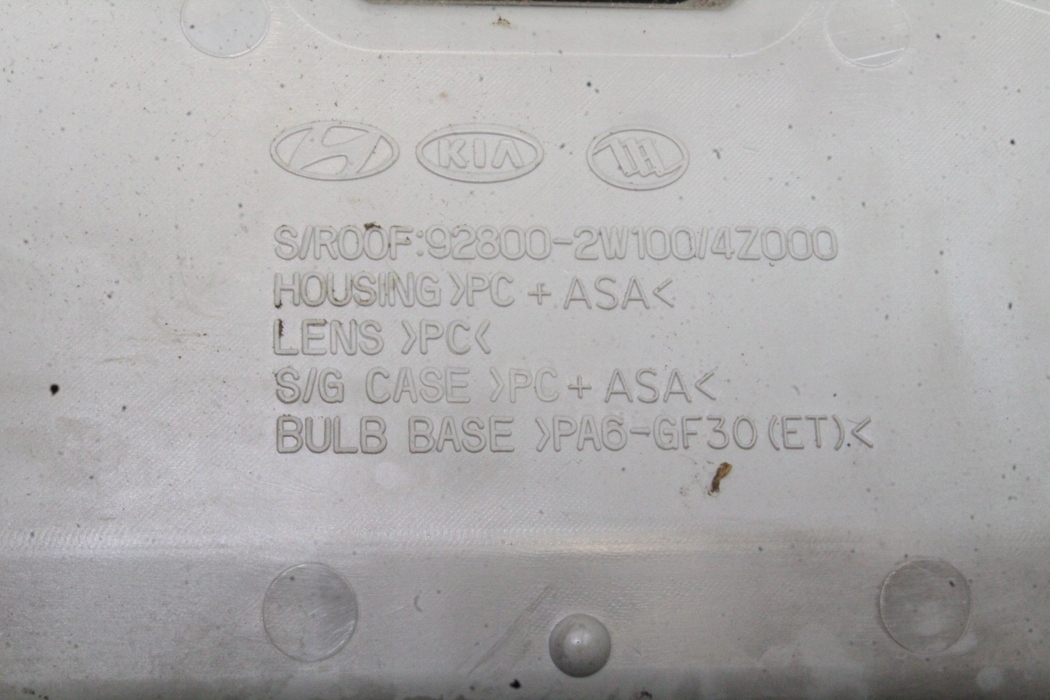 KIA
S/ROOF:92800-2W100/4Z000
HOUSING >PC + ASA<
LENS >PC<
S/G CASE >PC + ASA<
BULB BASE >PA6-GF30(ET)<